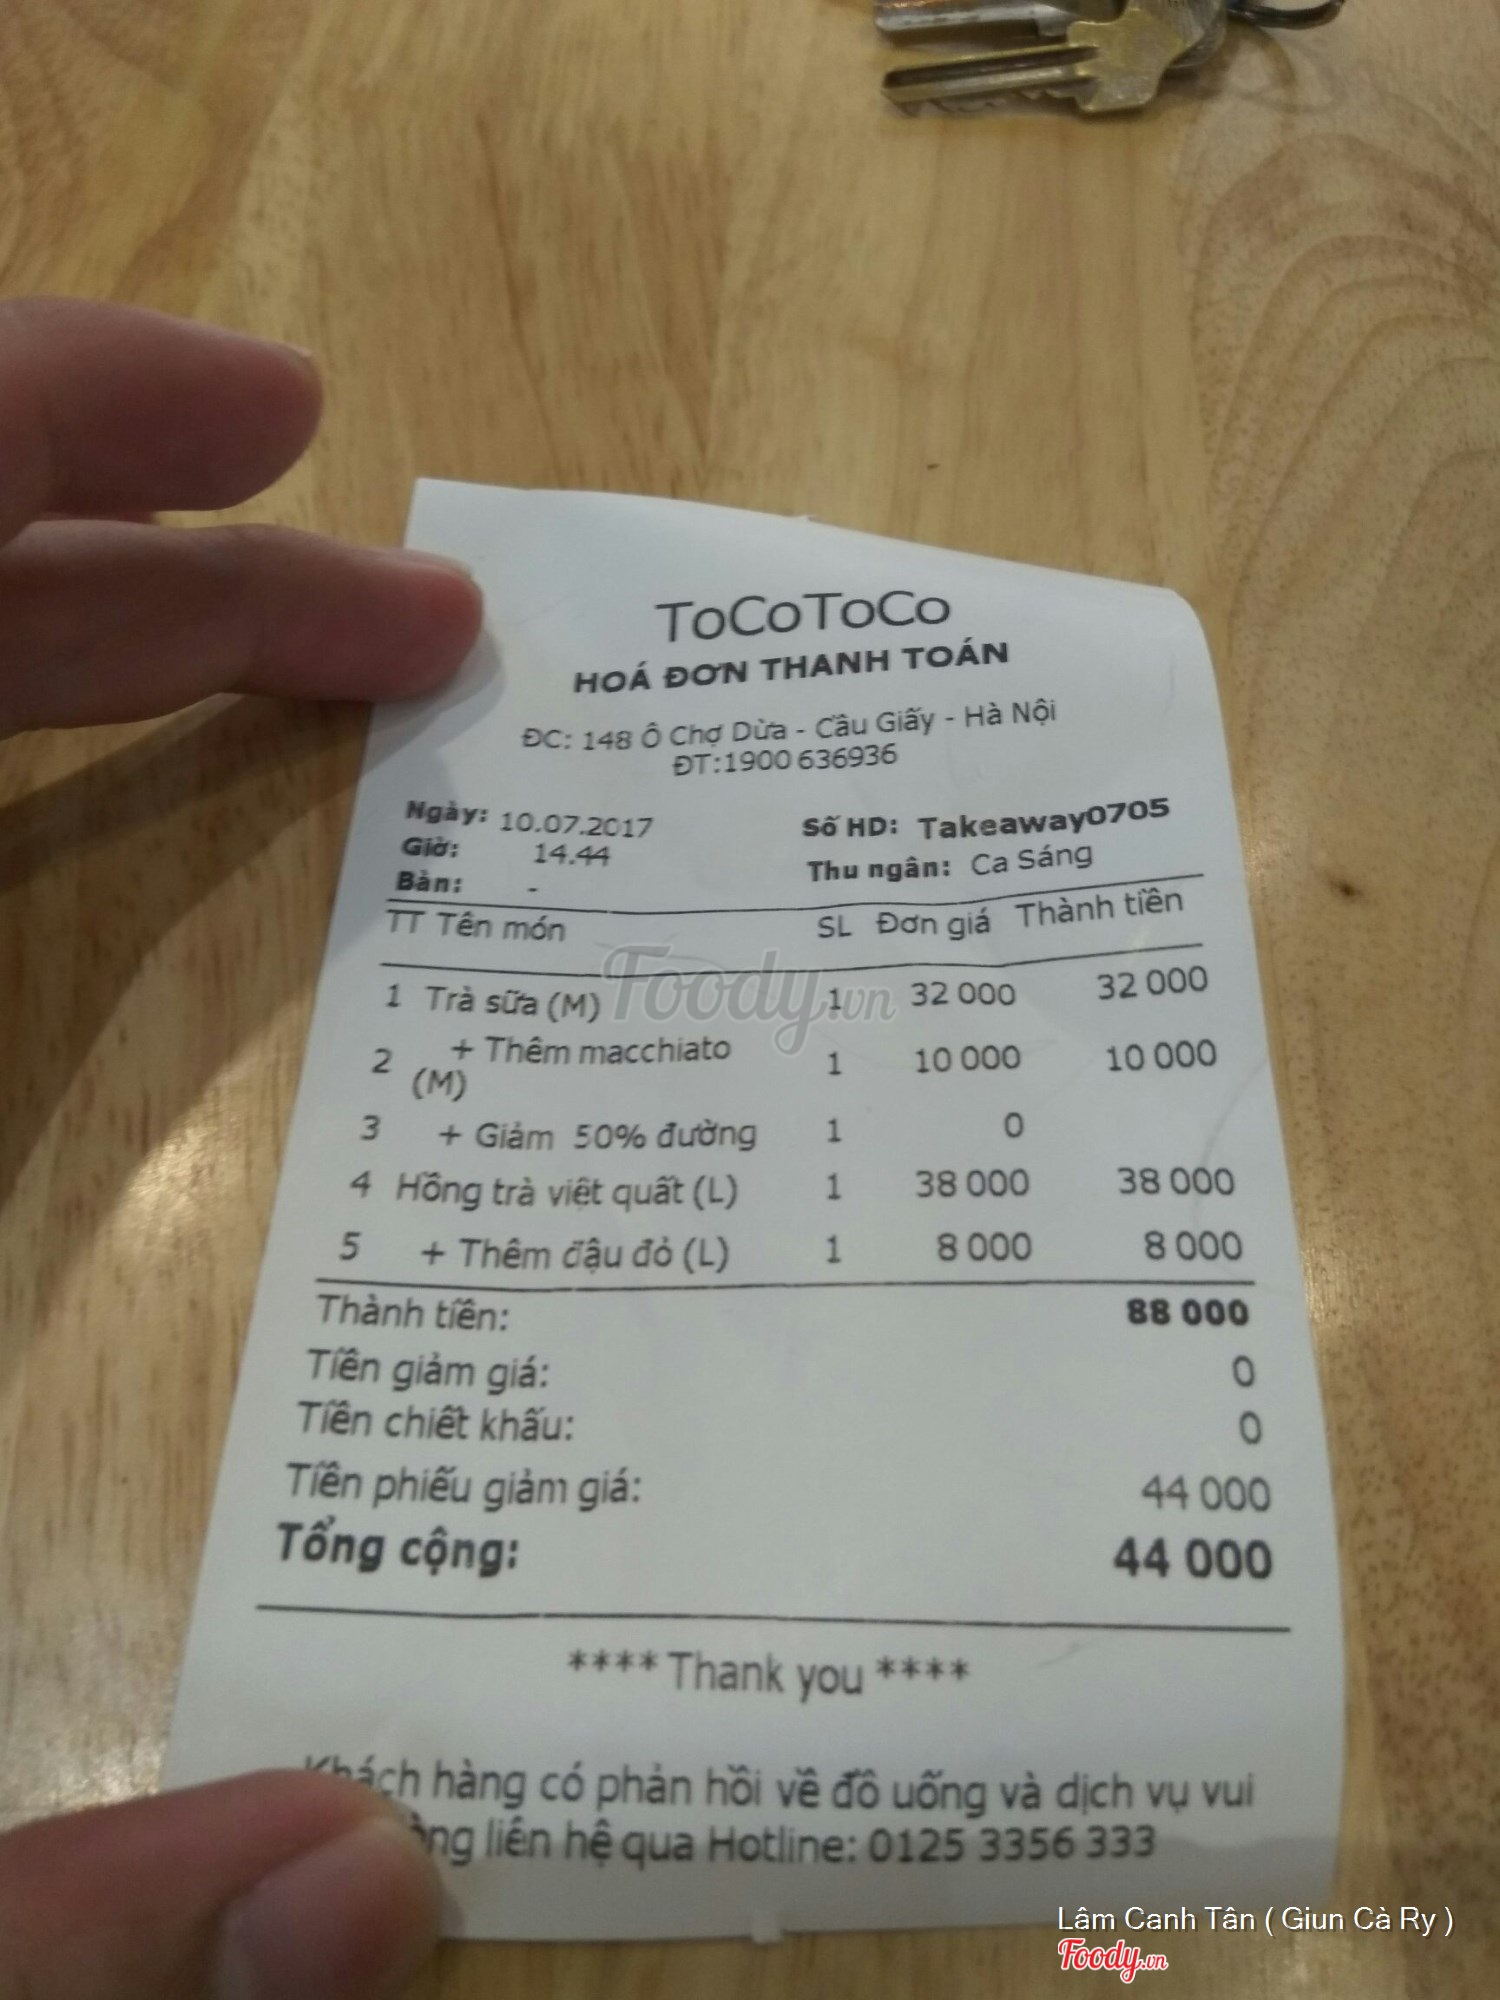 ToCoToCo
HOÁ ĐƠN THANH TOÁN
ĐC: 148 Ô Chợ Dừa - Cầu Giấy - Hà Nội
ĐT:1900 636936
Ngày: 10.07.2017 Số HD: Takeaway0705
Giờ: 14.44 Thu ngân: Ca Sáng
Bàn: -
TT Tên món SL Đơn giá Thành tiền
1 Trà sữa (M) 1 32 000 32 000
2 + Thêm macchiato (M) 1 10 000 10 000
3 + Giảm 50% đường 1 0
4 Hồng trà việt quất (L) 1 38 000 38 000
5 + Thêm đậu đỏ (L) 1 8 000 8 000
Thành tiền: 88 000
Tiền giảm giá: 0
Tiền chiết khấu: 0
Tiền phiếu giảm giá: 44 000
Tổng cộng: 44 000
**** Thank you ****
Khách hàng có phản hồi về đồ uống và dịch vụ vui
liên hệ qua Hotline: 0125 3356 333
Foody.vn
Lâm Canh Tân ( Giun Cà Ry )
Foody.vn